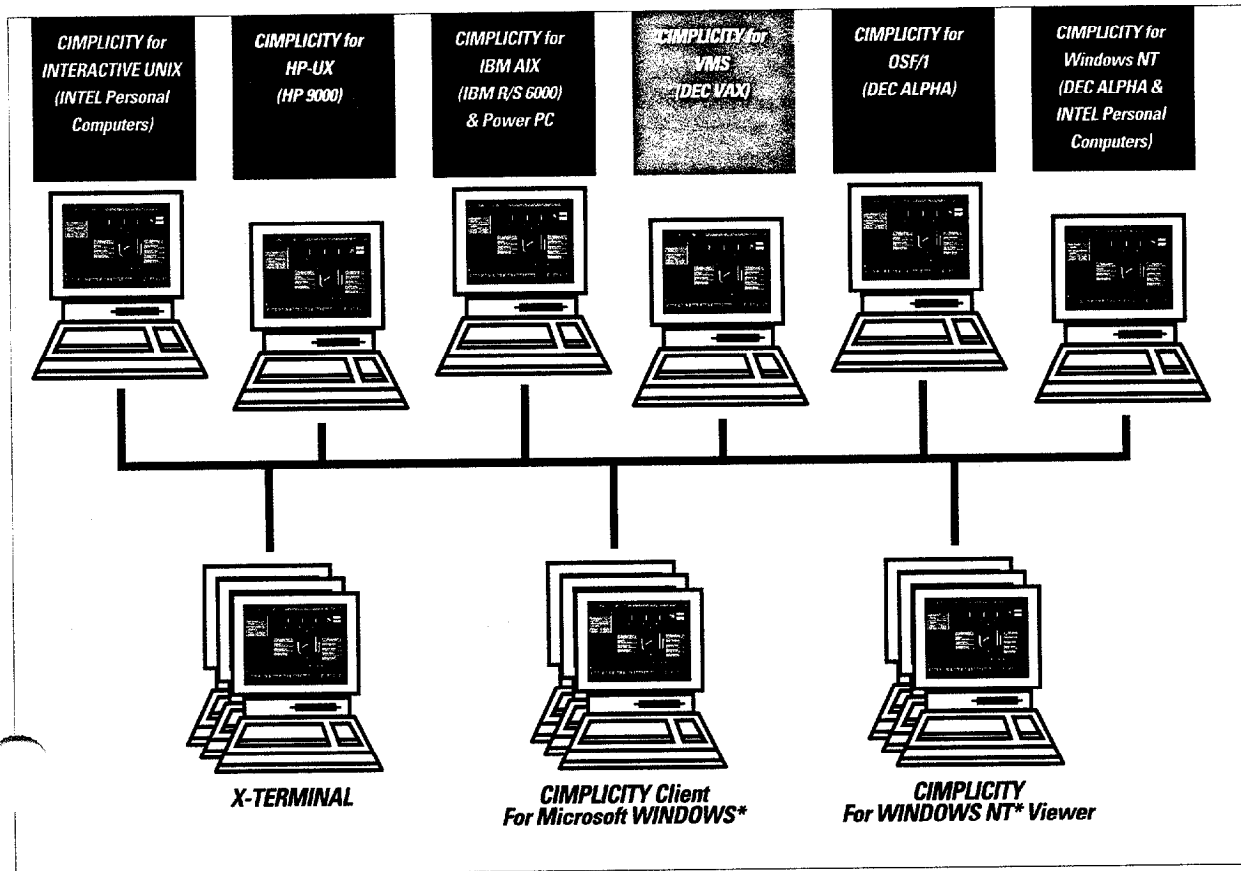 CIMPLICITY for
INTERACTIVE UNIX
(INTEL Personal
Computers)
CIMPLICITY for
HP-UX
(HP 9000)
CIMPLICITY for
IBM AIX
(IBM R/S 6000)
& Power PC
CIMPLICITY for
VMS
(DEC VAX)
CIMPLICITY for
OSF/1
(DEC ALPHA)
CIMPLICITY for
Windows NT
(DEC ALPHA &
INTEL Personal
Computers)
X-TERMINAL
CIMPLICITY Client
For Microsoft WINDOWS*
CIMPLICITY
For WINDOWS NT* Viewer